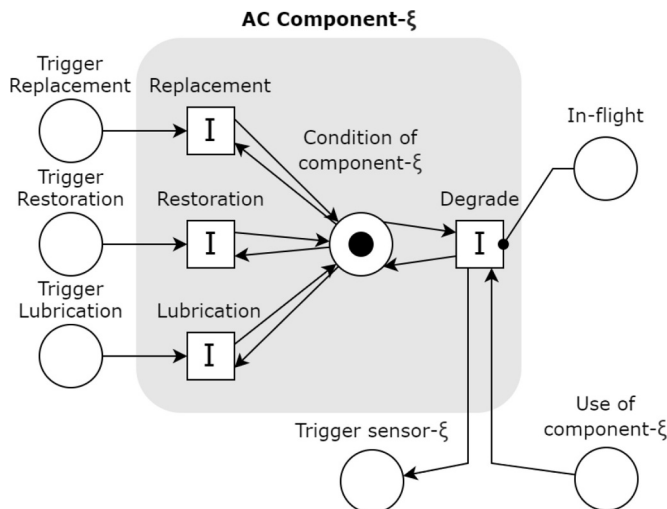 AC Component-ξ
Trigger
Replacement
Replacement
I
Condition of
component-ξ
In-flight
Trigger
Restoration
Restoration
I
Degrade
I
Trigger
Lubrication
Lubrication
I
Trigger sensor-ξ
Use of
component-ξ